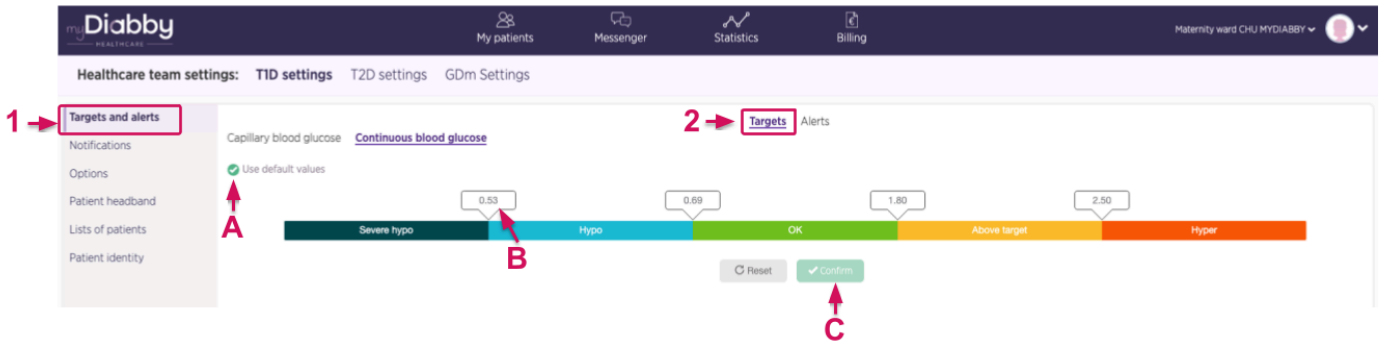 myDiabby
HEALTHCARE
My patients
Messenger
Statistics
Billing
Maternity ward CHU MYDIABBY
Healthcare team settings: T1D settings T2D settings GDm Settings
1
Targets and alerts
Notifications
Options
Patient headband
Lists of patients
Patient identity
2
Targets Alerts
Capillary blood glucose Continuous blood glucose
Use default values
A
0.53 0.69 1.80 2.50
Severe hypo Hypo OK Above target Hyper
B
Reset Confirm
C